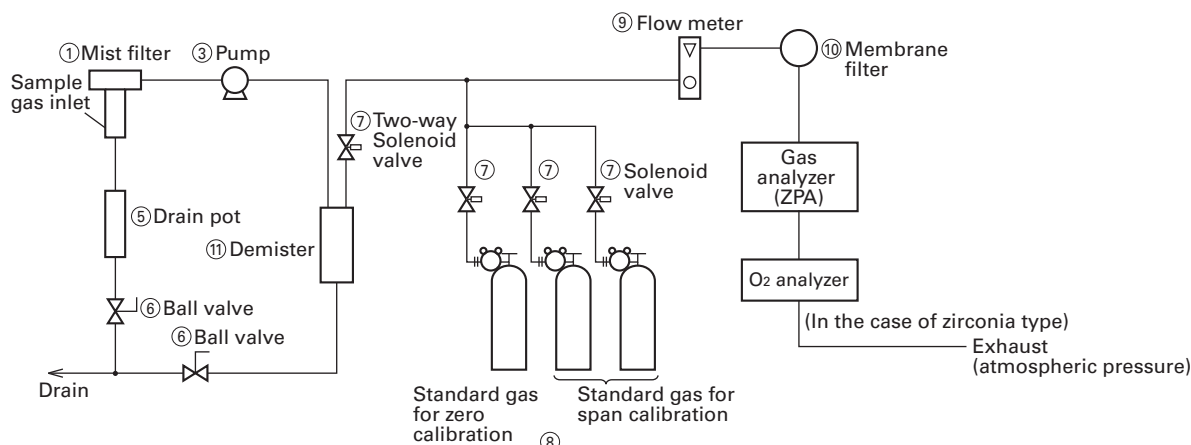 ⑨ Flow meter
① Mist filter
③ Pump
⑩ Membrane
filter
Sample
gas inlet
⑦ Two-way
Solenoid
valve
⑦
⑦
⑦ Solenoid
valve
Gas
analyzer
(ZPA)
⑤ Drain pot
⑪ Demister
O2 analyzer
⑥ Ball valve
(In the case of zirconia type)
⑥ Ball valve
Exhaust
(atmospheric pressure)
Drain
Standard gas
for zero
calibration
Standard gas for
span calibration
⑧